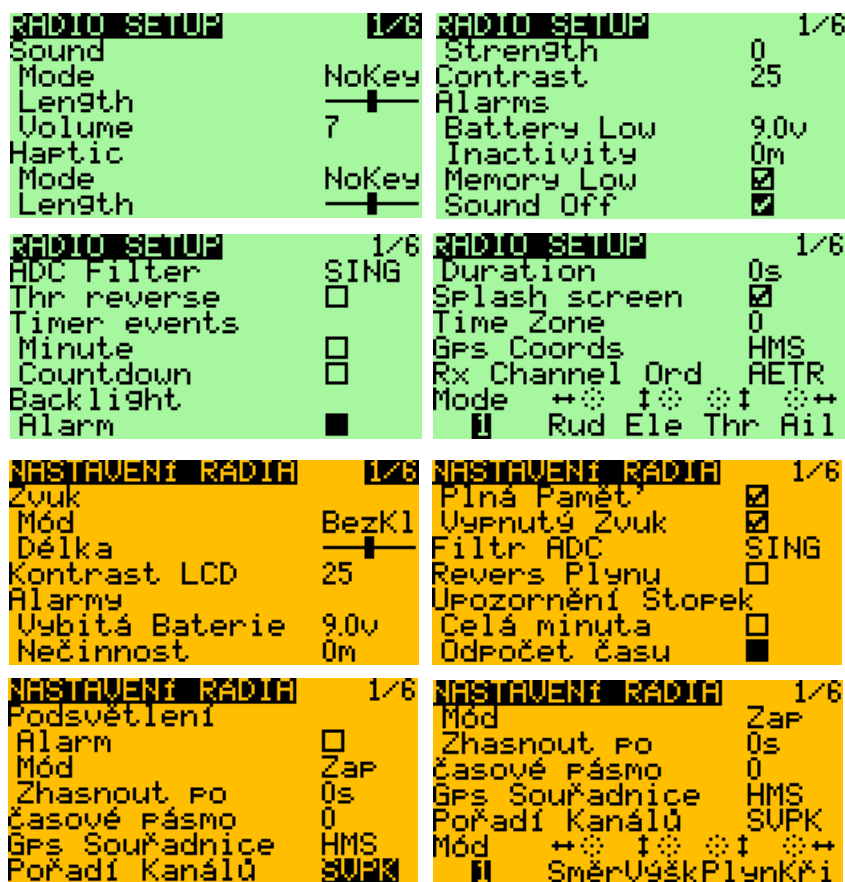 RADIO SETUP 1/6
Sound
Mode NoKey
Length
Volume 7
Haptic
Mode NoKey
Length
RADIO SETUP 1/6
Strength 0
Contrast 25
Alarms
Battery Low 9.0v
Inactivity 0m
Memory Low
Sound Off
RADIO SETUP 1/6
ADC Filter SING
Thr reverse
Timer events
Minute
Countdown
Backlight
Alarm
RADIO SETUP 1/6
Duration 0s
Splash screen
Time Zone 0
Gps Coords HMS
Rx Channel Ord AETR
Mode
1 Rud Ele Thr Ail
NASTAVENÍ RÁDIA 1/6
Zvuk
Mód BezKl
Délka
Kontrast LCD 25
Alarmy
Vybitá Baterie 9.0v
Nečinnost 0m
NASTAVENÍ RÁDIA 1/6
Plná Paměť
Vypnutý Zvuk
Filtr ADC SING
Revers Plynu
Upozornění Stopek
Celá minuta
Odpočet času
NASTAVENÍ RÁDIA 1/6
Podsvětlení
Alarm
Mód Zap
Zhasnout po 0s
časové pásmo 0
Gps Souřadnice HMS
Pořadí Kanálů SVPK
NASTAVENÍ RÁDIA 1/6
Mód Zap
Zhasnout po 0s
časové pásmo 0
Gps Souřadnice HMS
Pořadí Kanálů SVPK
Mód
1 SměrVýškPlynKři